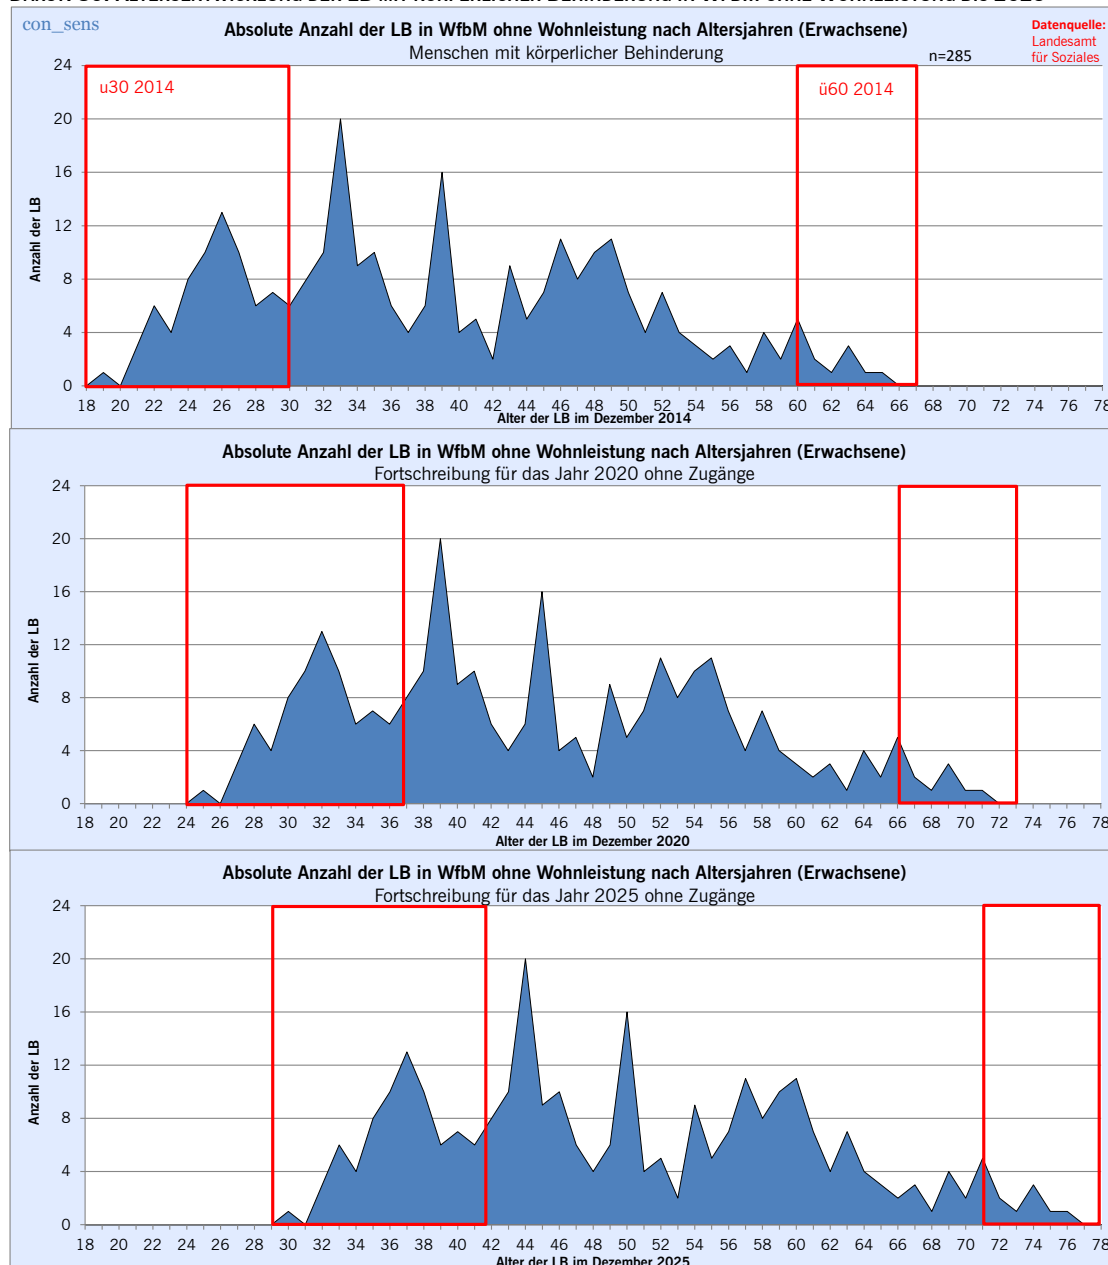 con_sens
Absolute Anzahl der LB in WfbM ohne Wohnleistung nach Altersjahren (Erwachsene)
Menschen mit körperlicher Behinderung
n=285
Datenquelle:
Landesamt
für Soziales
u30 2014
ü60 2014
Anzahl der LB
24
20
16
12
8
4
0
18 20 22 24 26 28 30 32 34 36 38 40 42 44 46 48 50 52 54 56 58 60 62 64 66 68 70 72 74 76 78
Alter der LB im Dezember 2014
Absolute Anzahl der LB in WfbM ohne Wohnleistung nach Altersjahren (Erwachsene)
Fortschreibung für das Jahr 2020 ohne Zugänge
Anzahl der LB
24
20
16
12
8
4
0
18 20 22 24 26 28 30 32 34 36 38 40 42 44 46 48 50 52 54 56 58 60 62 64 66 68 70 72 74 76 78
Alter der LB im Dezember 2020
Absolute Anzahl der LB in WfbM ohne Wohnleistung nach Altersjahren (Erwachsene)
Fortschreibung für das Jahr 2025 ohne Zugänge
Anzahl der LB
24
20
16
12
8
4
0
18 20 22 24 26 28 30 32 34 36 38 40 42 44 46 48 50 52 54 56 58 60 62 64 66 68 70 72 74 76 78
Alter der LB im Dezember 2025